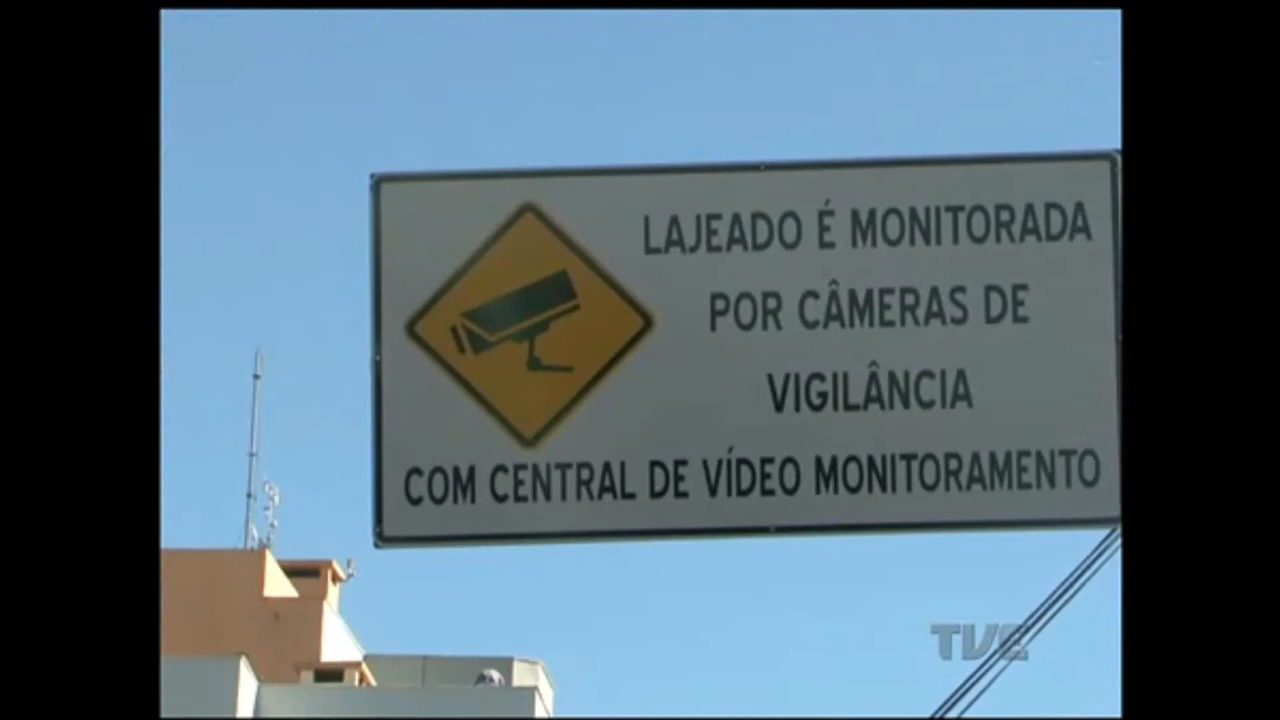 LAJEADO É MONITORADA
POR CÂMERAS DE
VIGILÂNCIA
COM CENTRAL DE VÍDEO MONITORAMENTO
TVE